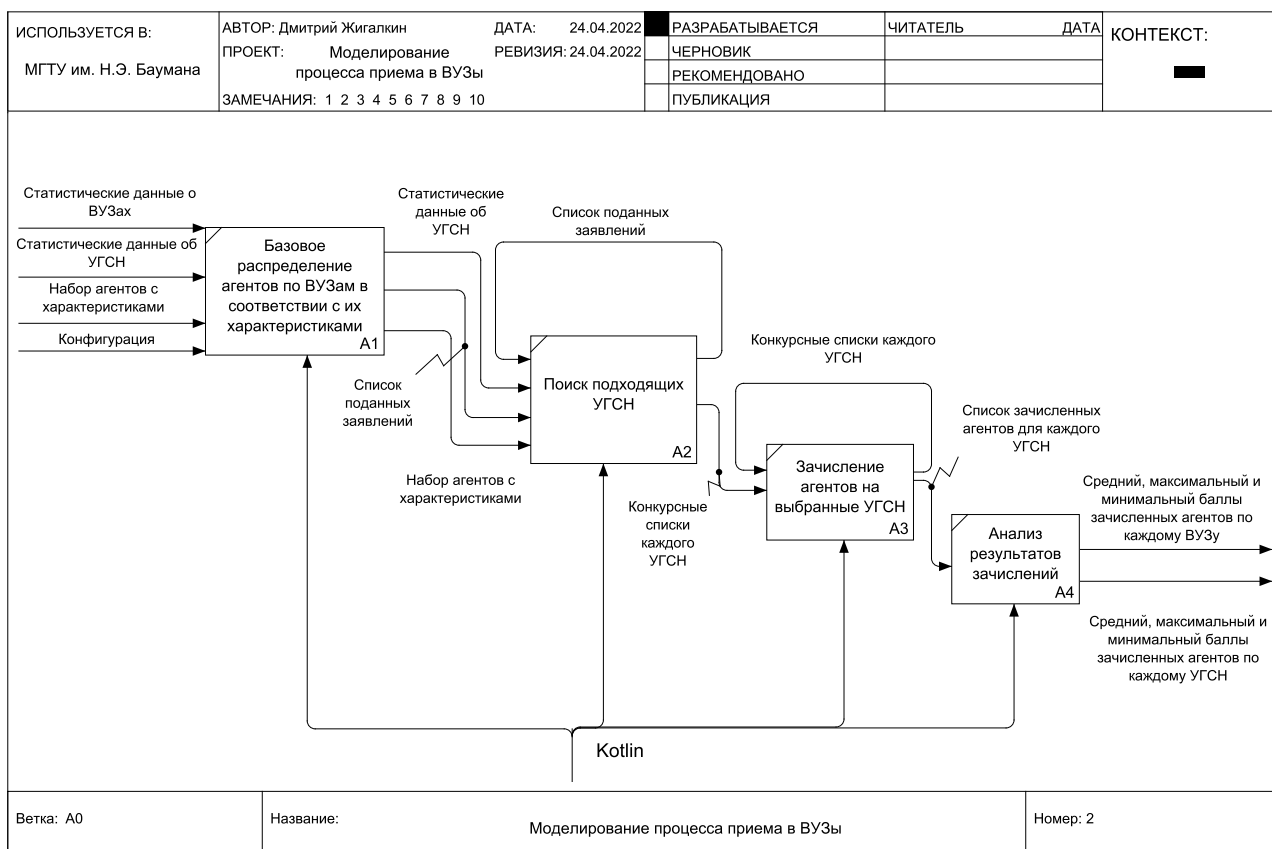 ИСПОЛЬЗУЕТСЯ В:
МГТУ им. Н.Э. Баумана
АВТОР: Дмитрий Жигалкин
ДАТА: 24.04.2022
ПРОЕКТ: Моделирование
процесса приема в ВУЗы
РЕВИЗИЯ: 24.04.2022
ЗАМЕЧАНИЯ: 1 2 3 4 5 6 7 8 9 10
РАЗРАБАТЫВАЕТСЯ
ЧЕРНОВИК
РЕКОМЕНДОВАНО
ПУБЛИКАЦИЯ
ЧИТАТЕЛЬ
ДАТА
КОНТЕКСТ:
Статистические данные о
ВУЗах
Статистические данные об
УГСН
Набор агентов с
характеристиками
Конфигурация
Базовое
распределение
агентов по ВУЗам в
соответствии с их
характеристиками
A1
Статистические
данные об
УГСН
Список
поданных
заявлений
Набор агентов с
характеристиками
Список поданных
заявлений
Поиск подходящих
УГСН
A2
Конкурсные
списки
каждого
УГСН
Конкурсные списки каждого
УГСН
Зачисление
агентов на
выбранные УГСН
A3
Список зачисленных
агентов для каждого
УГСН
Анализ
результатов
зачислений
A4
Средний, максимальный и
минимальный баллы
зачисленных агентов по
каждому ВУЗу
Средний, максимальный и
минимальный баллы
зачисленных агентов по
каждому УГСН
Kotlin
Ветка: A0
Название:
Моделирование процесса приема в ВУЗы
Номер: 2